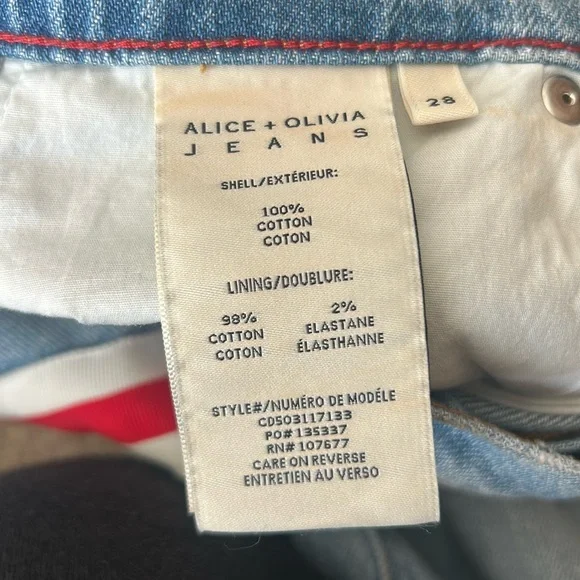 ALICE + OLIVIA
JEANS
28
SHELL/EXTÉRIEUR:
100%
COTTON
COTON
LINING/DOUBLURE:
98% 2%
COTTON ELASTANE
COTON ÉLASTHANNE
STYLE#/NUMÉRO DE MODÉLE
CD503117133
PO# 135337
RN# 107677
CARE ON REVERSE
ENTRETIEN AU VERSO